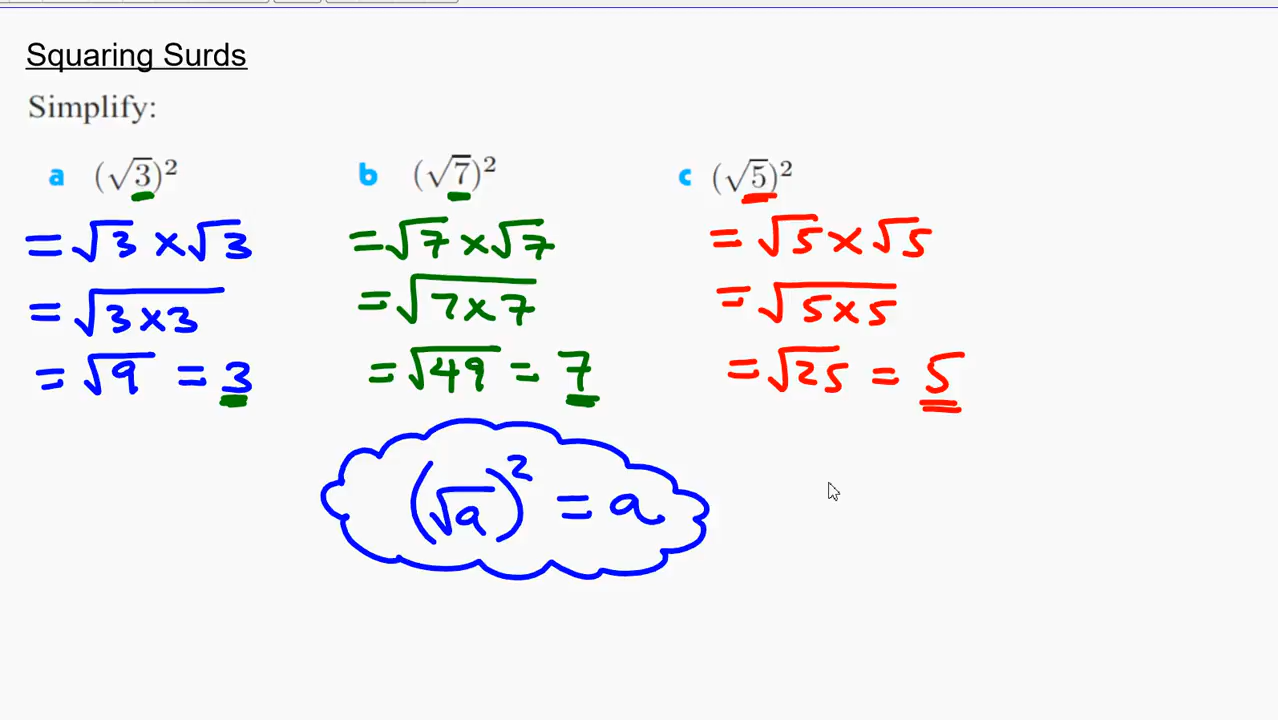 Squaring Surds
Simplify:
a (√3)² b (√7)² c (√5)²
= √3 × √3 = √7 × √7 = √5 × √5
= √3×3 = √7×7 = √5×5
= √9 = 3 = √49 = 7 = √25 = 5
(√a)² = a